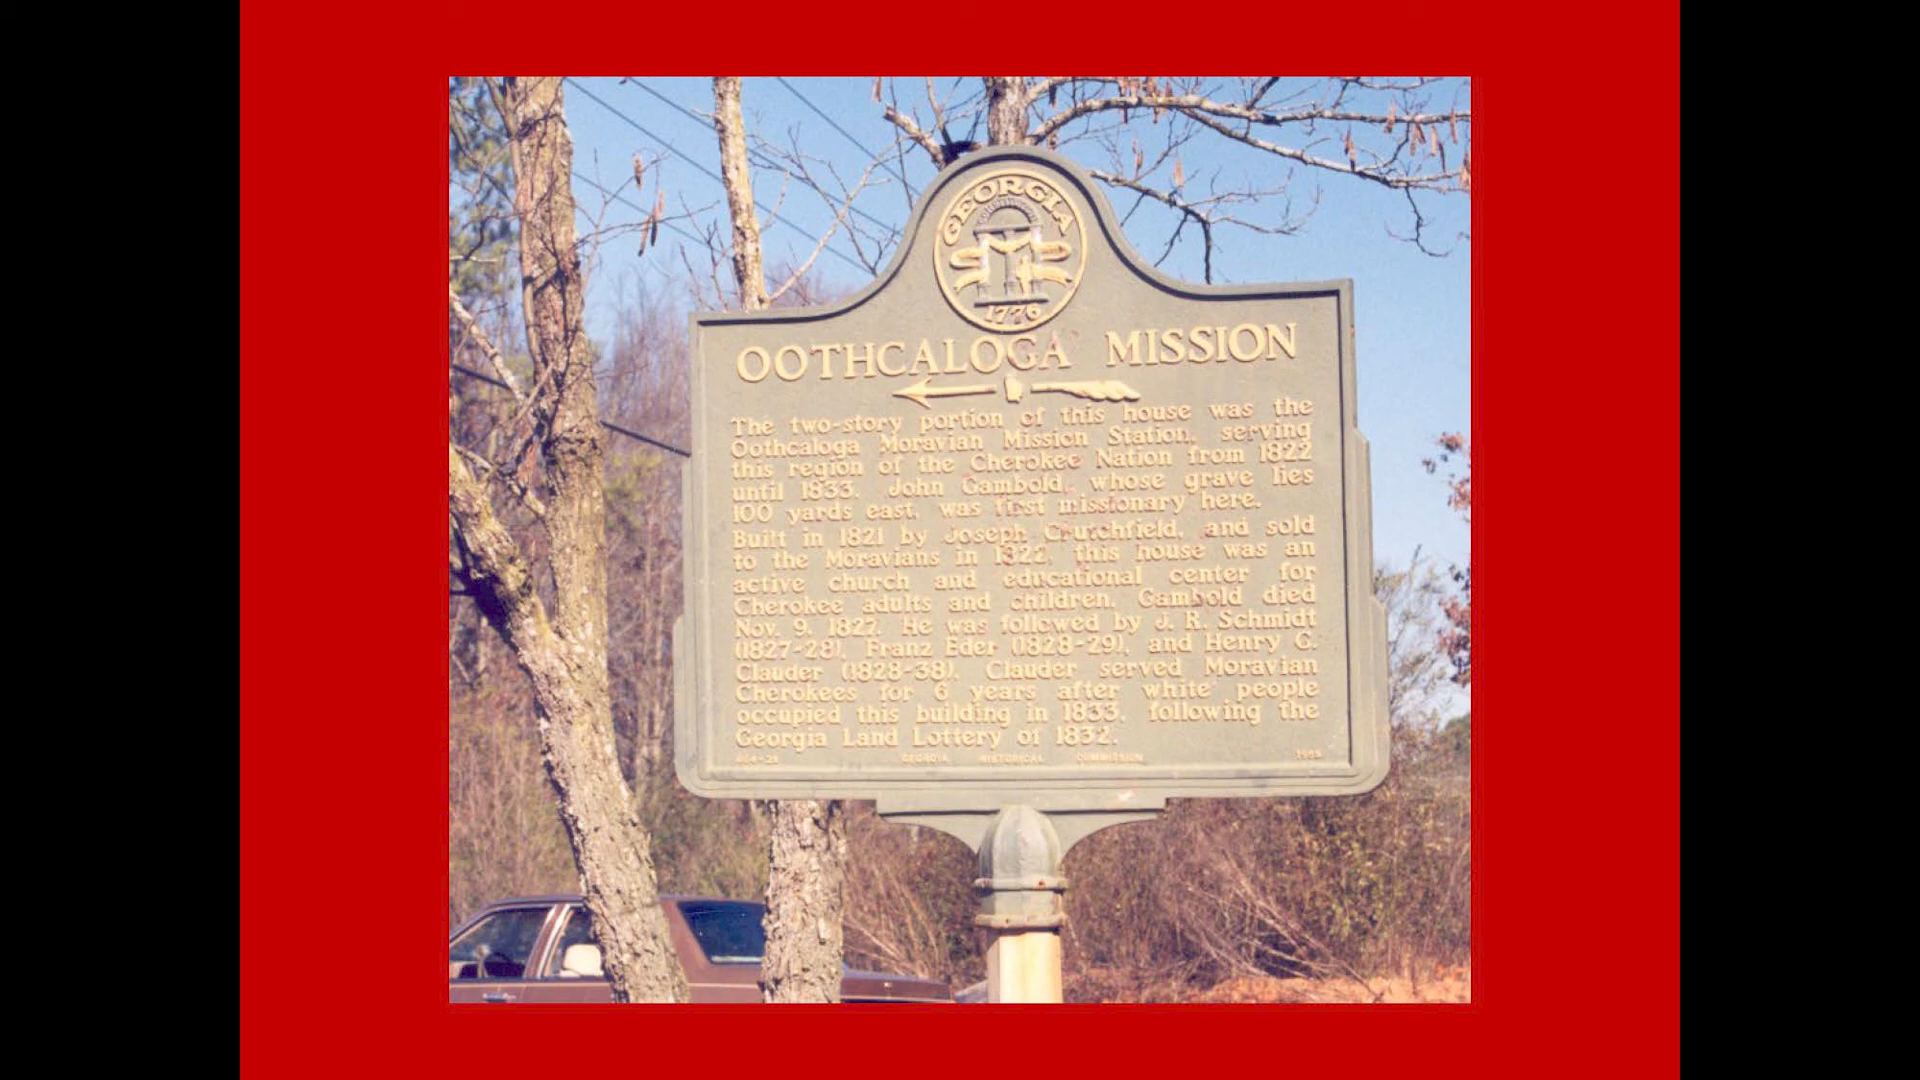 GEORGIA
1776
OOTHCALOGA MISSION
The two-story portion of this house was the
Oothcaloga Moravian Mission Station, serving
this region of the Cherokee Nation from 1822
until 1833. John Gambold, whose grave lies
100 yards east, was first missionary here.
Built in 1821 by Joseph Crutchfield, and sold
to the Moravians in 1822, this house was an
active church and educational center for
Cherokee adults and children. Gambold died
Nov. 9, 1827. He was followed by J. R. Schmidt
(1827-28), Franz Eder (1828-29), and Henry G.
Clauder (1828-38). Clauder served Moravian
Cherokees for 6 years after white people
occupied this building in 1833, following the
Georgia Land Lottery of 1832.
GEORGIA HISTORICAL COMMISSION